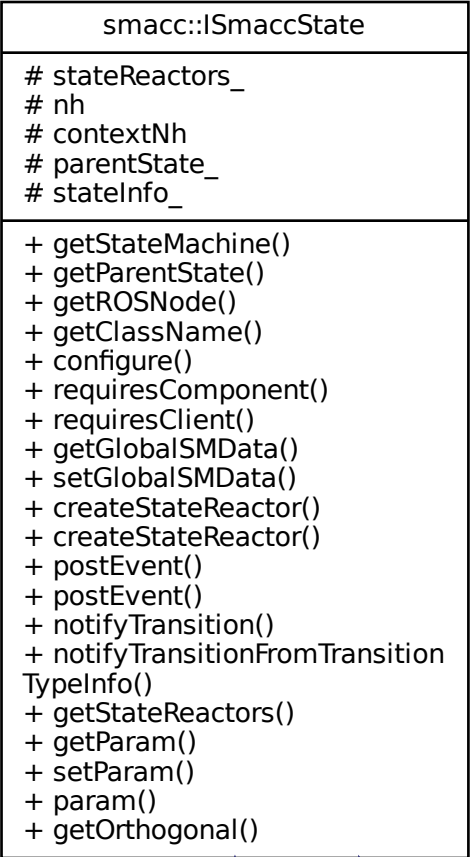 smacc::ISmaccState
# stateReactors_
# nh
# contextNh
# parentState_
# stateInfo_
+ getStateMachine()
+ getParentState()
+ getROSNode()
+ getClassName()
+ configure()
+ requiresComponent()
+ requiresClient()
+ getGlobalSMData()
+ setGlobalSMData()
+ createStateReactor()
+ createStateReactor()
+ postEvent()
+ postEvent()
+ notifyTransition()
+ notifyTransitionFromTransition
TypeInfo()
+ getStateReactors()
+ getParam()
+ setParam()
+ param()
+ getOrthogonal()